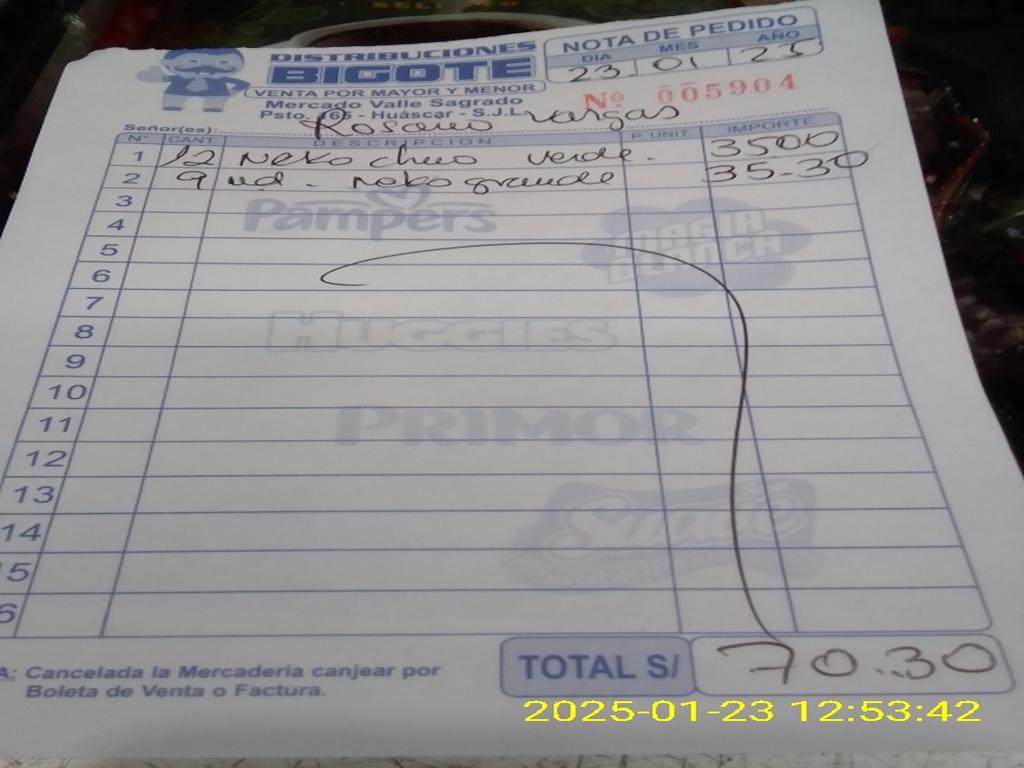 DISTRIBUCIONES
BIGOTE
VENTA POR MAYOR Y MENOR
Mercado Valle Sagrado
Psto. 165 - Huáscar - S.J.L.
NOTA DE PEDIDO
DIA MES AÑO
23 01 25
Nº 005904
Señor(es): Rosario Vargas
Nº CANT. DESCRIPCION P. UNIT. IMPORTE
1 12 Neko verde. 3500
2 9 ud. Neko grande 35-30
3
4
5
6
7
8
9
10
11
12
13
14
5
6
Pampers
MAGIA BLANCA
HUGGIES
PRIMOR
Suave
A: Cancelada la Mercadería canjear por
Boleta de Venta o Factura.
TOTAL S/ 70.30
2025-01-23 12:53:42